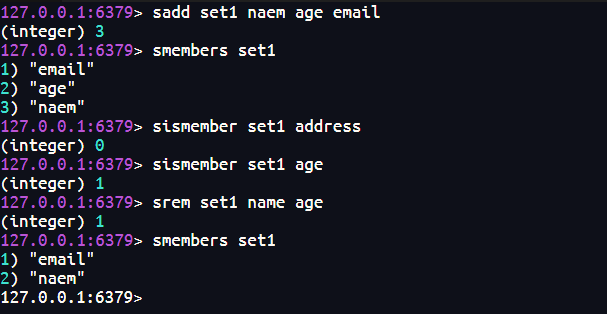 127.0.0.1:6379> sadd set1 naem age email
(integer) 3
127.0.0.1:6379> smembers set1
1) "email"
2) "age"
3) "naem"
127.0.0.1:6379> sismember set1 address
(integer) 0
127.0.0.1:6379> sismember set1 age
(integer) 1
127.0.0.1:6379> srem set1 name age
(integer) 1
127.0.0.1:6379> smembers set1
1) "email"
2) "naem"
127.0.0.1:6379>